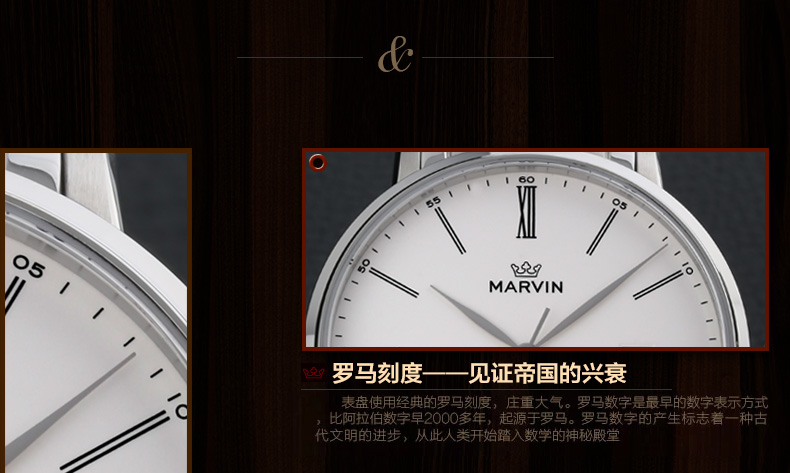 &
05
10
50
55
60
05
10
XII
MARVIN
罗马刻度——见证帝国的兴衰
表盘使用经典的罗马刻度，庄重大气。罗马数字是最早的数字表示方式
，比阿拉伯数字早2000多年，起源于罗马。罗马数字的产生标志着一种古
代文明的进步，从此人类开始踏入数学的神秘殿堂